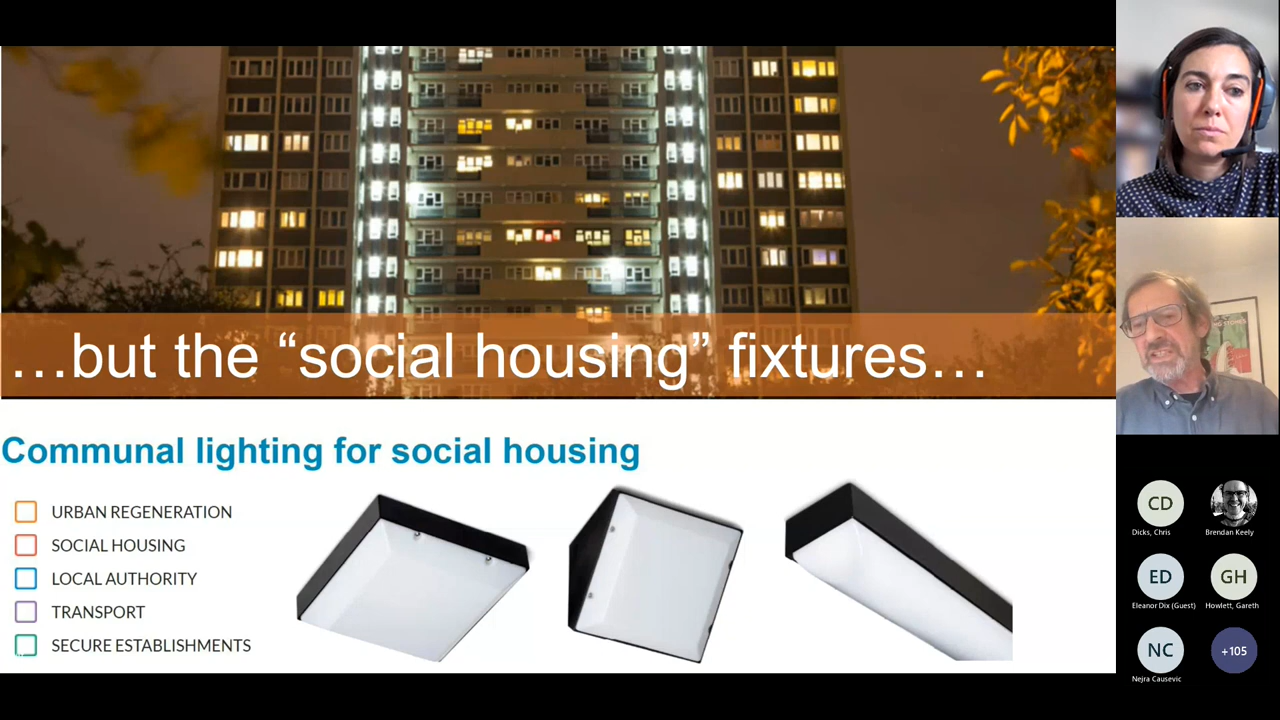 …but the “social housing” fixtures…
Communal lighting for social housing
URBAN REGENERATION
SOCIAL HOUSING
LOCAL AUTHORITY
TRANSPORT
SECURE ESTABLISHMENTS
CD
Dicks, Chris
Brendan Keely
ED
Eleanor Dix (Guest)
GH
Howlett, Gareth
NC
Nejra Causevic
+105